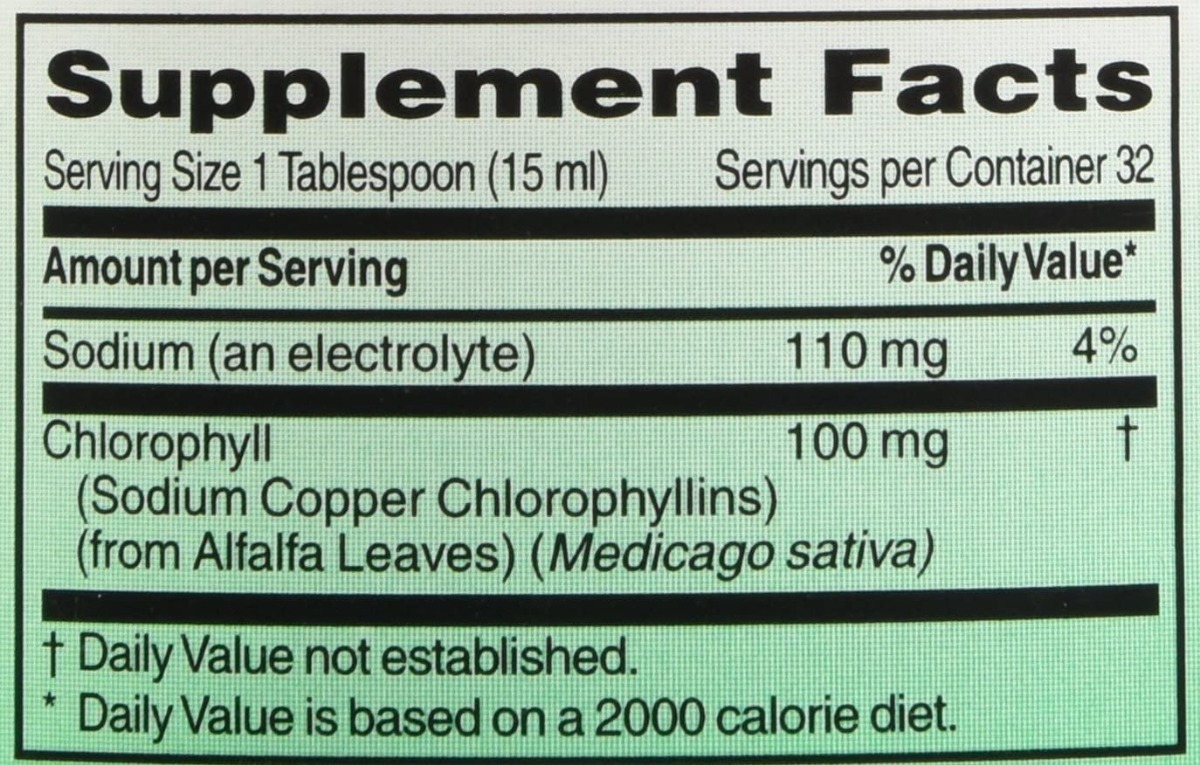 Supplement Facts
Serving Size 1 Tablespoon (15 ml) Servings per Container 32
Amount per Serving % Daily Value*
Sodium (an electrolyte) 110 mg 4%
Chlorophyll 100 mg †
(Sodium Copper Chlorophyllins)
(from Alfalfa Leaves) (Medicago sativa)
† Daily Value not established.
* Daily Value is based on a 2000 calorie diet.